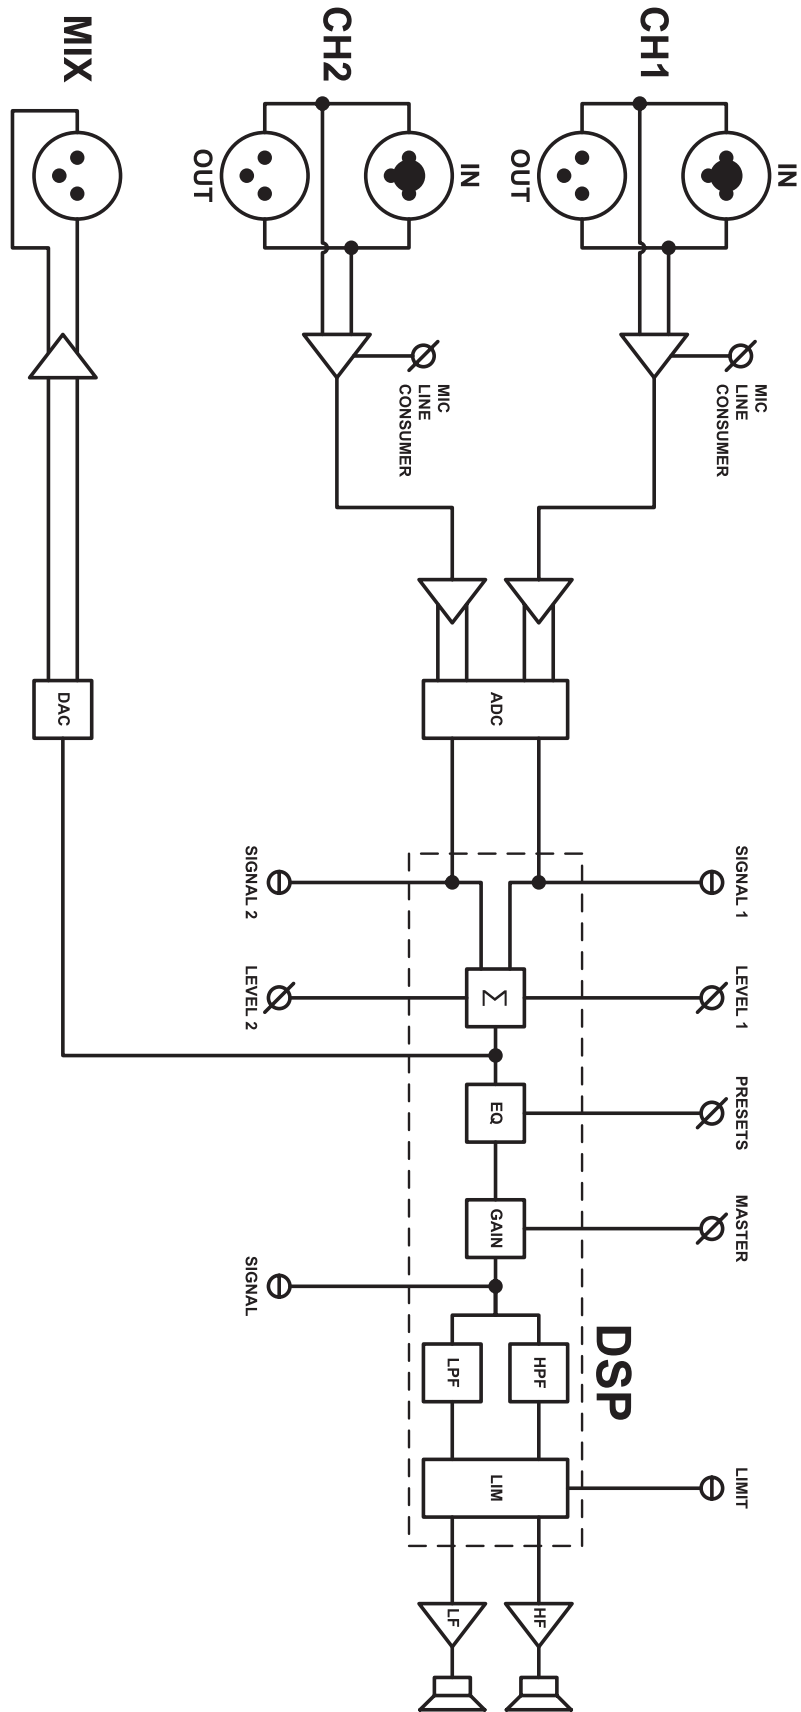 CH1
IN
OUT
MIC
LINE
CONSUMER
CH2
IN
OUT
MIC
LINE
CONSUMER
MIX
ADC
DAC
SIGNAL 1
LEVEL 1
PRESETS
MASTER
DSP
LIMIT
Σ
EQ
GAIN
HPF
LPF
LIM
HF
LF
SIGNAL 2
LEVEL 2
SIGNAL